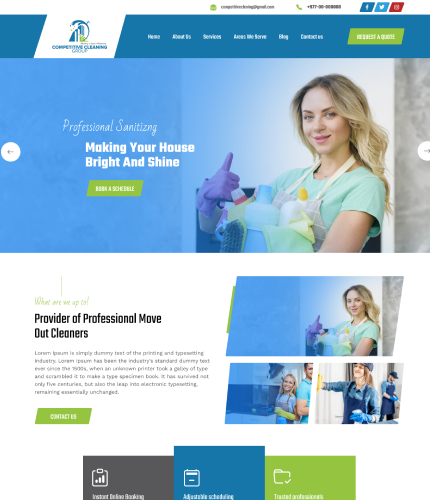 competitivecleaning@gmail.com
+977-00-000000
COMPETITIVE CLEANING
GROUP
Home
About Us
Services
Areas We Serve
Blog
Contact us
REQUEST A QUOTE
Professional Sanitizng
Making Your House
Bright And Shine
BOOK A SCHEDULE
What are we up to!
Provider of Professional Move
Out Cleaners
Lorem Ipsum is simply dummy text of the printing and typesetting
industry. Lorem Ipsum has been the industry's standard dummy text
ever since the 1500s, when an unknown printer took a galley of type
and scrambled it to make a type specimen book. It has survived not
only five centuries, but also the leap into electronic typesetting,
remaining essentially unchanged.
CONTACT US
Instant Online Booking
Adjustable scheduling
Trusted professionals